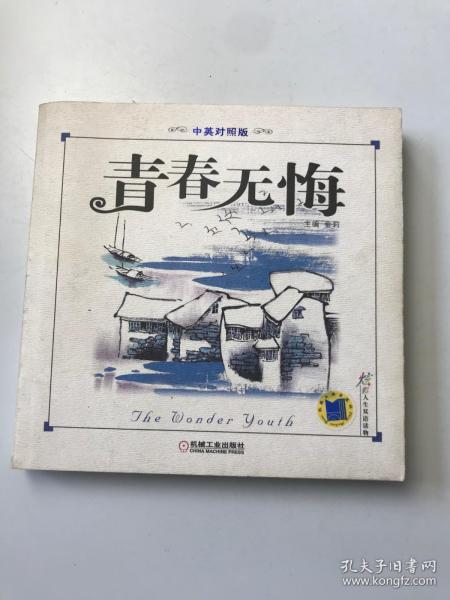 中英对照版
青春无悔
主编 姜莉
The Wonder Youth
机械工业出版社
CHINA MACHINE PRESS
人生双语读物
孔夫子旧书网
www.kongfz.com